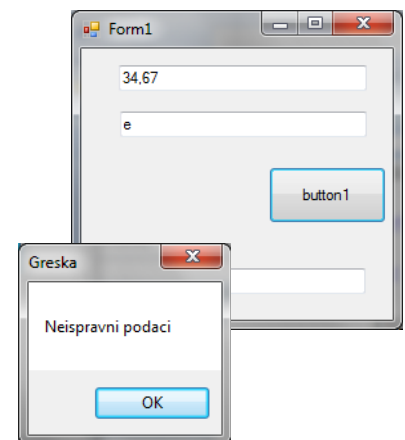 Form1
34,67
e
button1
Greska
Neispravni podaci
OK